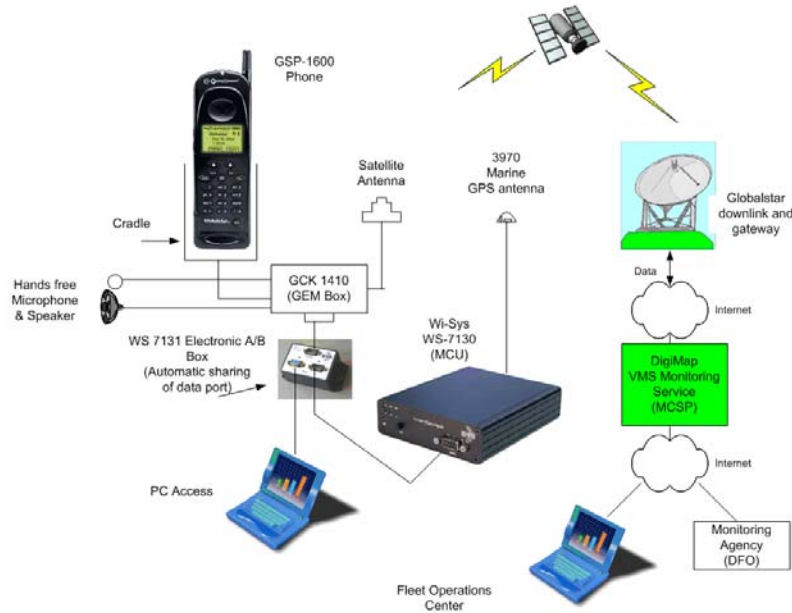 GSP-1600
Phone
Satellite
Antenna
3970
Marine
GPS antenna
Globalstar
downlink and
gateway
Cradle
Data
GCK 1410
(GEM Box)
Internet
Hands free
Microphone
& Speaker
Wi-Sys
WS-7130
(MCU)
WS 7131 Electronic A/B
Box
(Automatic sharing
of data port)
DigiMap
VMS Monitoring
Service
(MCSP)
Internet
PC Access
Monitoring
Agency
(DFO)
Fleet Operations
Center